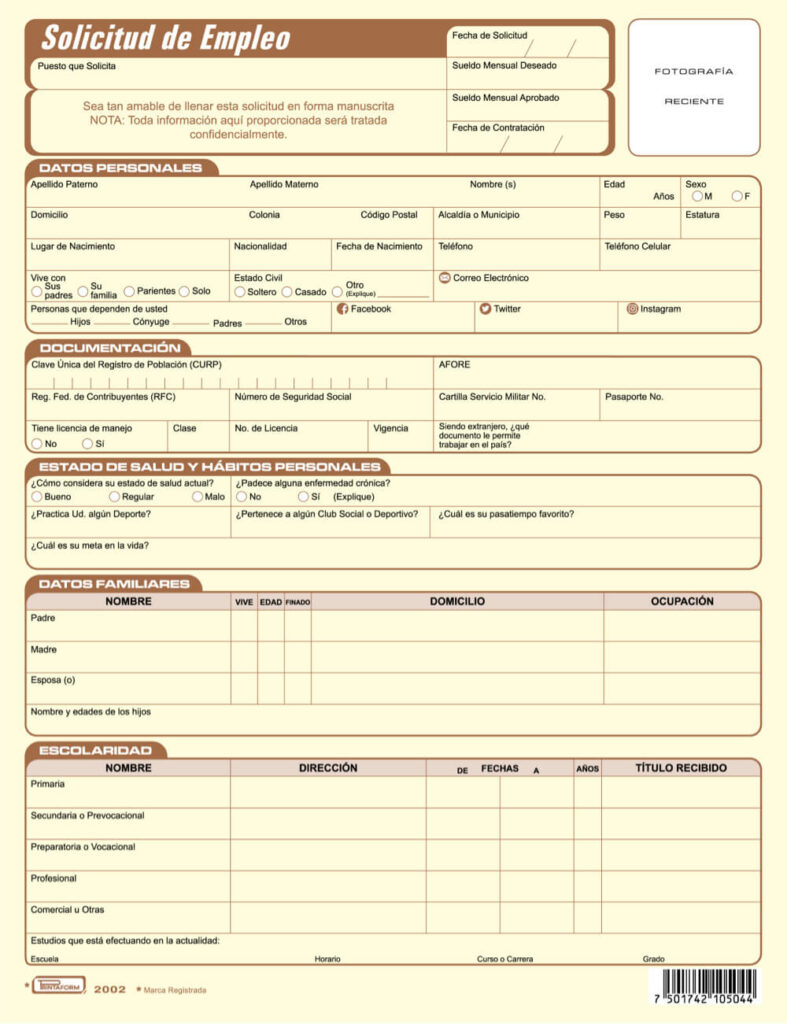 Solicitud de Empleo
Fecha de Solicitud
Puesto que Solicita
Sueldo Mensual Deseado
Sea tan amable de llenar esta solicitud en forma manuscrita
NOTA: Toda información aquí proporcionada será tratada
confidencialmente.
Sueldo Mensual Aprobado
Fecha de Contratación
FOTOGRAFÍA
RECIENTE
DATOS PERSONALES
Apellido Paterno Apellido Materno Nombre (s) Edad Años Sexo M F
Domicilio Colonia Código Postal Alcaldía o Municipio Peso Estatura
Lugar de Nacimiento Nacionalidad Fecha de Nacimiento Teléfono Teléfono Celular
Vive con
Sus padres Su familia Parientes Solo
Estado Civil
Soltero Casado Otro (Explique)
Correo Electrónico
Personas que dependen de usted
Hijos Cónyuge Padres Otros
Facebook Twitter Instagram
DOCUMENTACIÓN
Clave Única del Registro de Población (CURP) AFORE
Reg. Fed. de Contribuyentes (RFC) Número de Seguridad Social Cartilla Servicio Militar No. Pasaporte No.
Tiene licencia de manejo
No Sí
Clase No. de Licencia Vigencia
Siendo extranjero, ¿qué
documento le permite
trabajar en el país?
ESTADO DE SALUD Y HÁBITOS PERSONALES
¿Cómo considera su estado de salud actual?
Bueno Regular Malo
¿Padece alguna enfermedad crónica?
No Sí (Explique)
¿Practica Ud. algún Deporte? ¿Pertenece a algún Club Social o Deportivo? ¿Cuál es su pasatiempo favorito?
¿Cuál es su meta en la vida?
DATOS FAMILIARES
NOMBRE VIVE EDAD FINADO DOMICILIO OCUPACIÓN
Padre
Madre
Esposa (o)
Nombre y edades de los hijos
ESCOLARIDAD
NOMBRE DIRECCIÓN DE FECHAS A AÑOS TÍTULO RECIBIDO
Primaria
Secundaria o Prevocacional
Preparatoria o Vocacional
Profesional
Comercial u Otras
Estudios que está efectuando en la actualidad:
Escuela Horario Curso o Carrera Grado
* PRINTAFORM 2002 * Marca Registrada
7 501742 105044